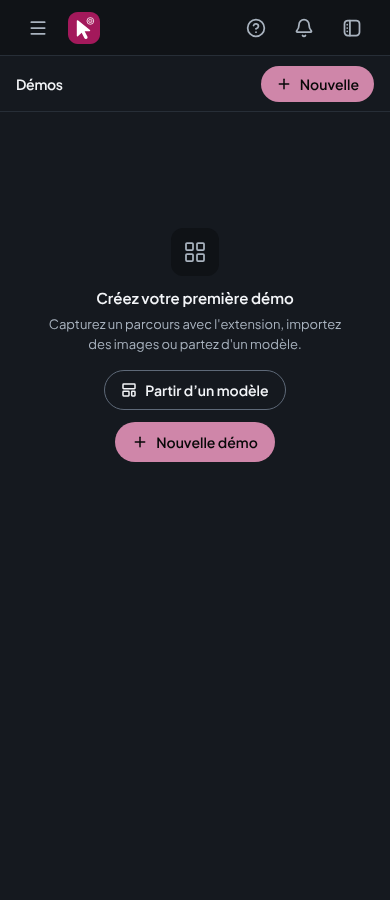 Démos
Nouvelle
Créez votre première démo
Capturez un parcours avec l'extension, importez
des images ou partez d'un modèle.
Partir d’un modèle
Nouvelle démo